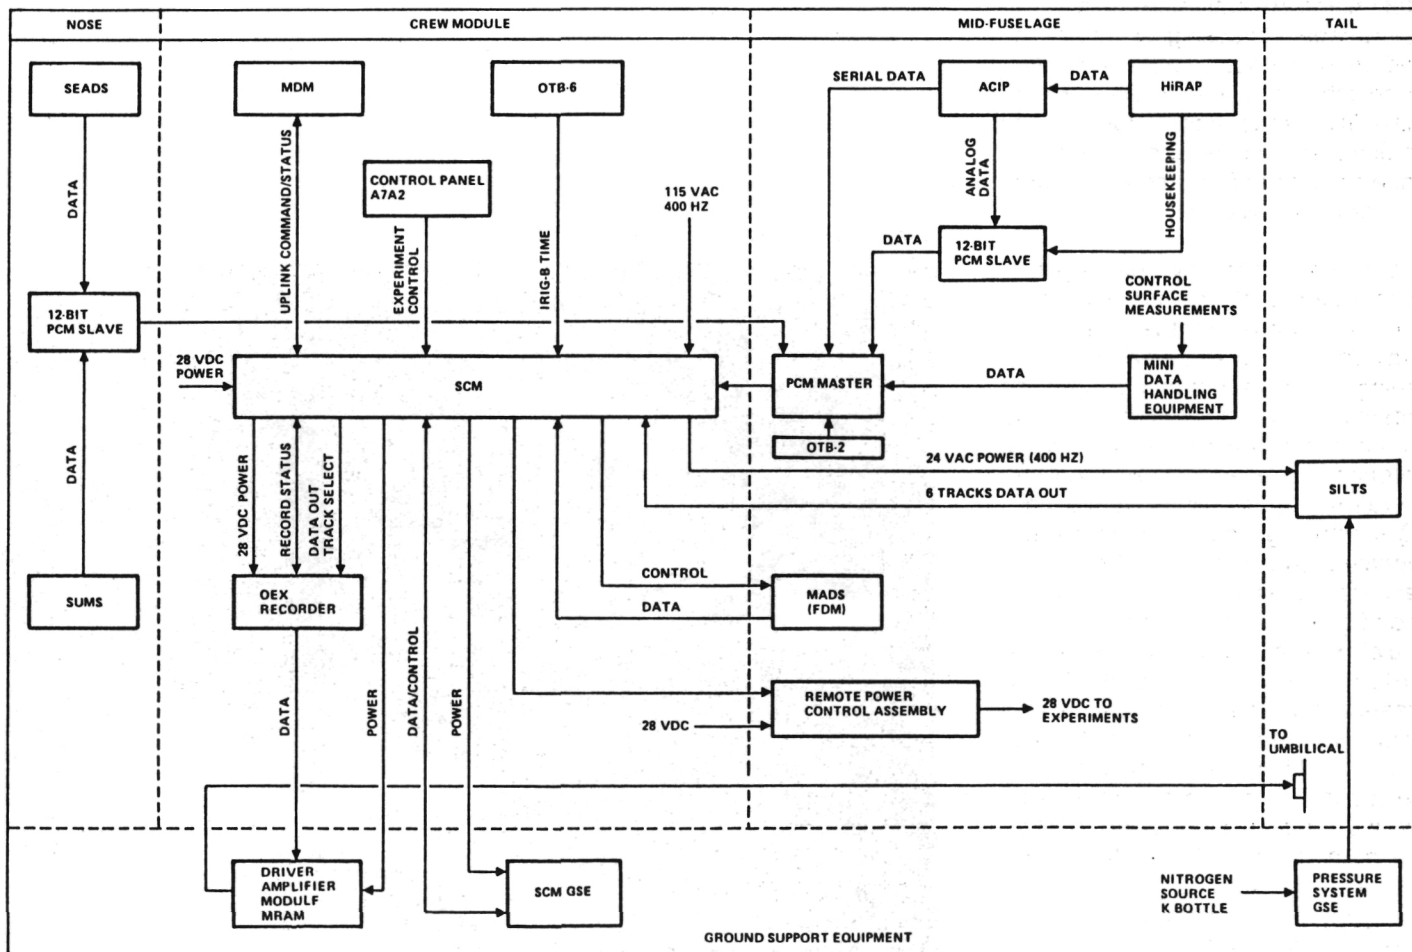 NOSE
CREW MODULE
MID-FUSELAGE
TAIL
SEADS
MDM
OTB-6
SERIAL DATA
ACIP
DATA
HiRAP
DATA
UPLINK COMMAND/STATUS
CONTROL PANEL
A7A2
EXPERIMENT
CONTROL
IRIG-B TIME
115 VAC
400 HZ
ANALOG
DATA
HOUSEKEEPING
DATA
12-BIT
PCM SLAVE
CONTROL
SURFACE
MEASUREMENTS
12-BIT
PCM SLAVE
28 VDC
POWER
SCM
PCM MASTER
DATA
MINI
DATA
HANDLING
EQUIPMENT
OTB-2
DATA
28 VDC POWER
RECORD STATUS
DATA OUT
TRACK SELECT
24 VAC POWER (400 HZ)
6 TRACKS DATA OUT
SILTS
SUMS
OEX
RECORDER
CONTROL
DATA
MADS
(FDM)
DATA
POWER
DATA/CONTROL
POWER
REMOTE POWER
CONTROL ASSEMBLY
28 VDC
28 VDC TO
EXPERIMENTS
TO
UMBILICAL
DRIVER
AMPLIFIER
MODULF
MRAM
SCM GSE
NITROGEN
SOURCE
K BOTTLE
PRESSURE
SYSTEM
GSE
GROUND SUPPORT EQUIPMENT